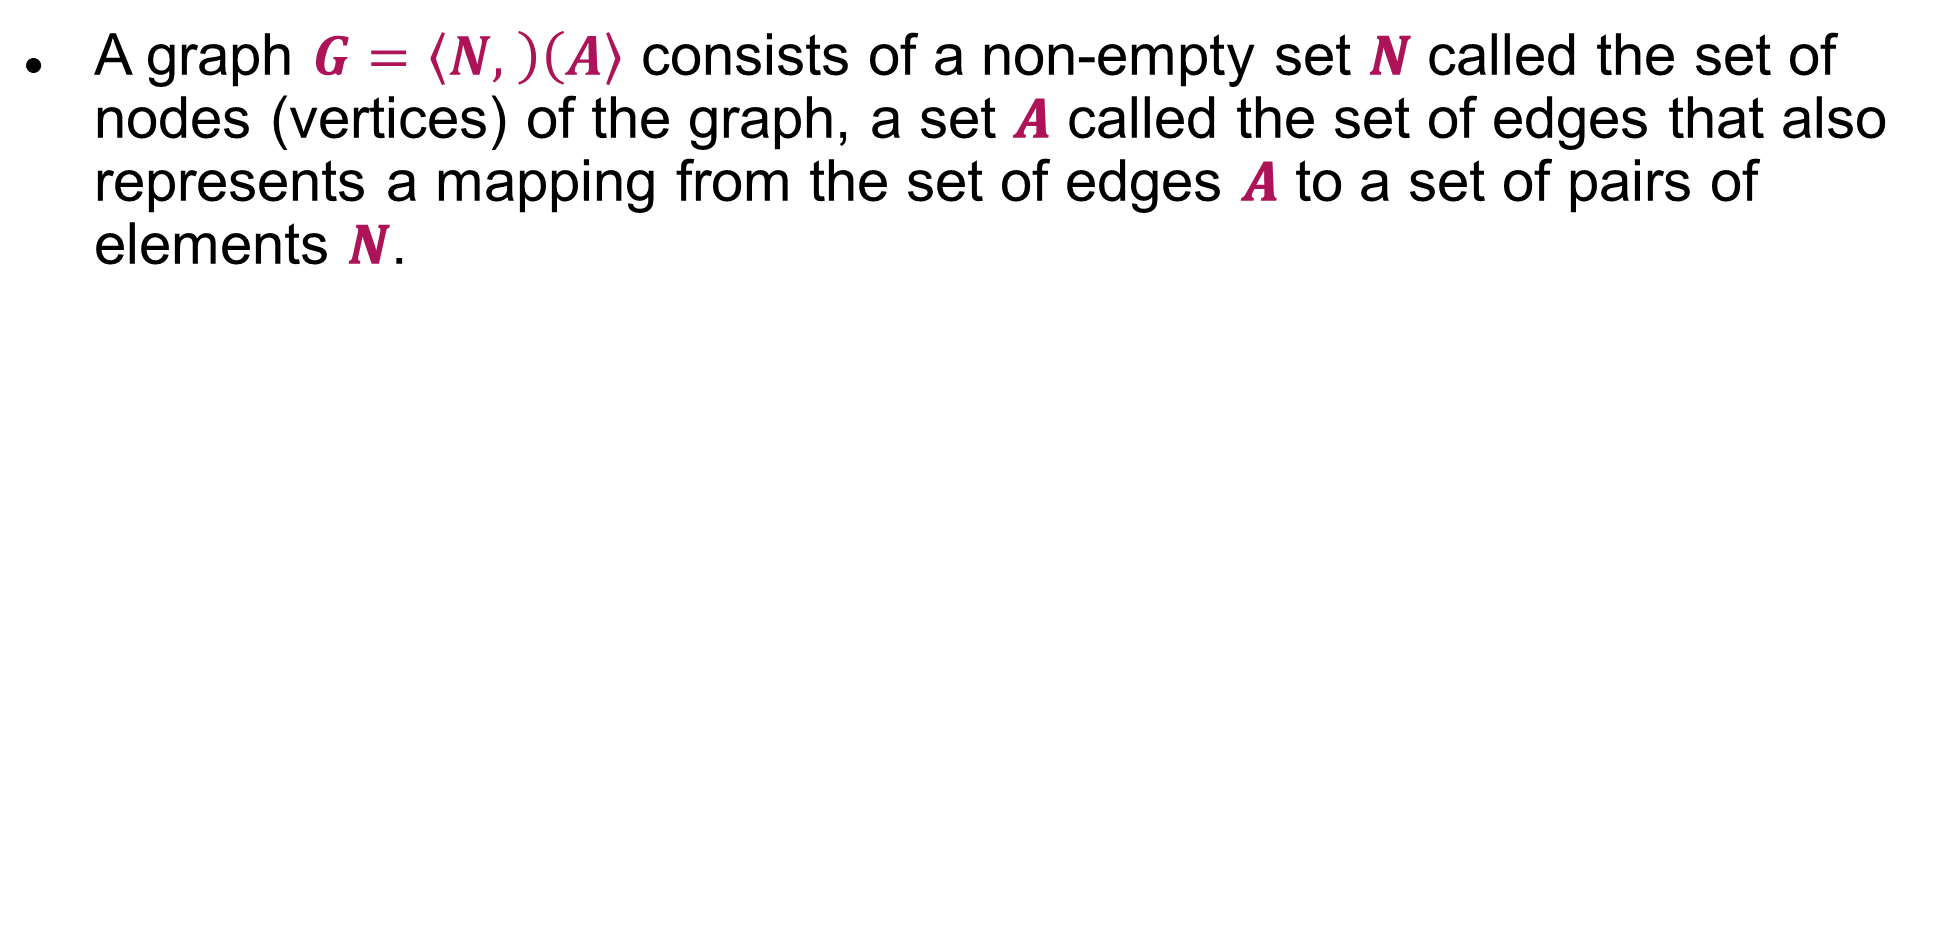 • A graph G = ⟨N, )(A⟩ consists of a non-empty set N called the set of
nodes (vertices) of the graph, a set A called the set of edges that also
represents a mapping from the set of edges A to a set of pairs of
elements N.